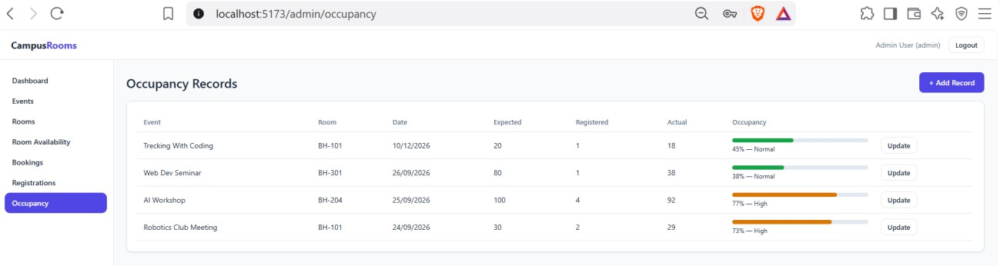 localhost:5173/admin/occupancy
CampusRooms
Admin User (admin) Logout
Dashboard
Events
Rooms
Room Availability
Bookings
Registrations
Occupancy
Occupancy Records
+ Add Record
Event Room Date Expected Registered Actual Occupancy
Trecking With Coding BH-101 10/12/2026 20 1 18 45% — Normal Update
Web Dev Seminar BH-301 26/09/2026 80 1 38 38% — Normal Update
AI Workshop BH-204 25/09/2026 100 4 92 77% — High Update
Robotics Club Meeting BH-101 24/09/2026 30 2 29 73% — High Update